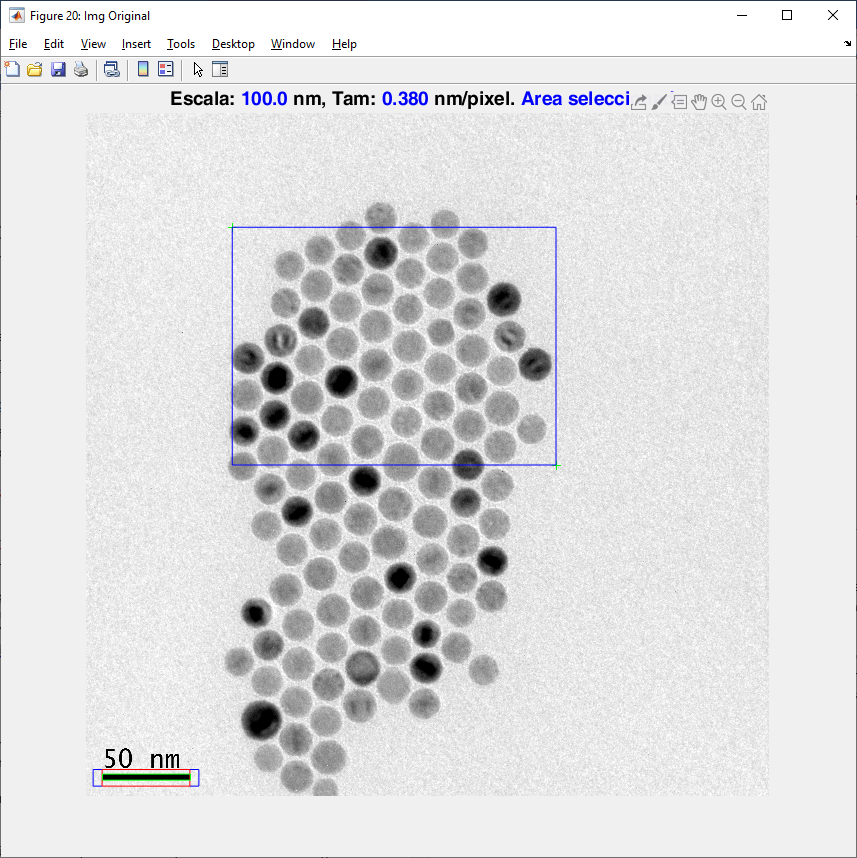 Figure 20: Img Original
File Edit View Insert Tools Desktop Window Help
Escala: 100.0 nm, Tam: 0.380 nm/pixel. Area selecci
50 nm